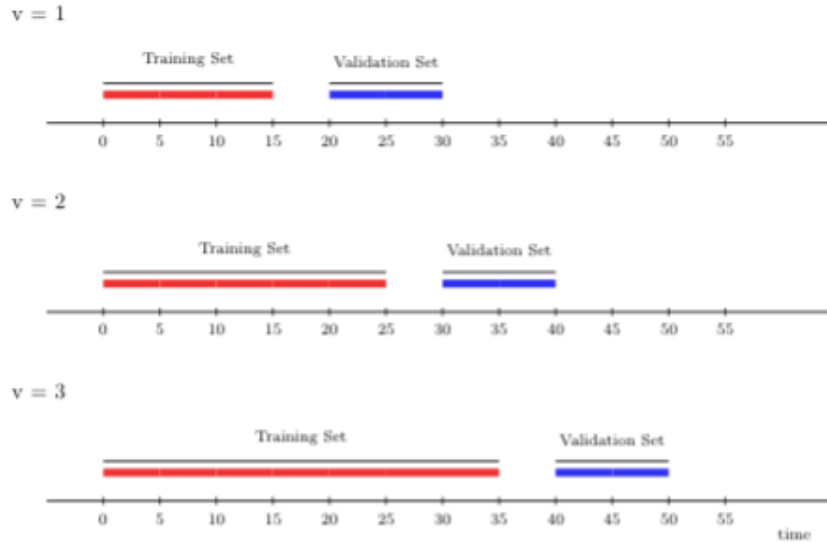 v = 1
Training Set
Validation Set
0 5 10 15 20 25 30 35 40 45 50 55
v = 2
Training Set
Validation Set
0 5 10 15 20 25 30 35 40 45 50 55
v = 3
Training Set
Validation Set
0 5 10 15 20 25 30 35 40 45 50 55
time